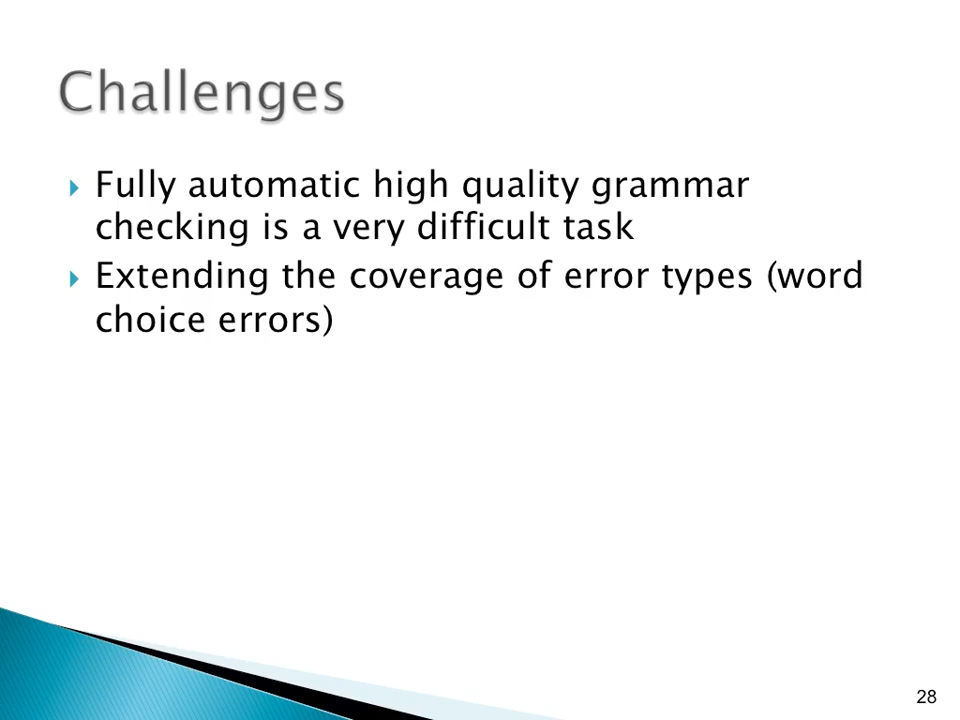 Challenges
Fully automatic high quality grammar
checking is a very difficult task
Extending the coverage of error types (word
choice errors)
28